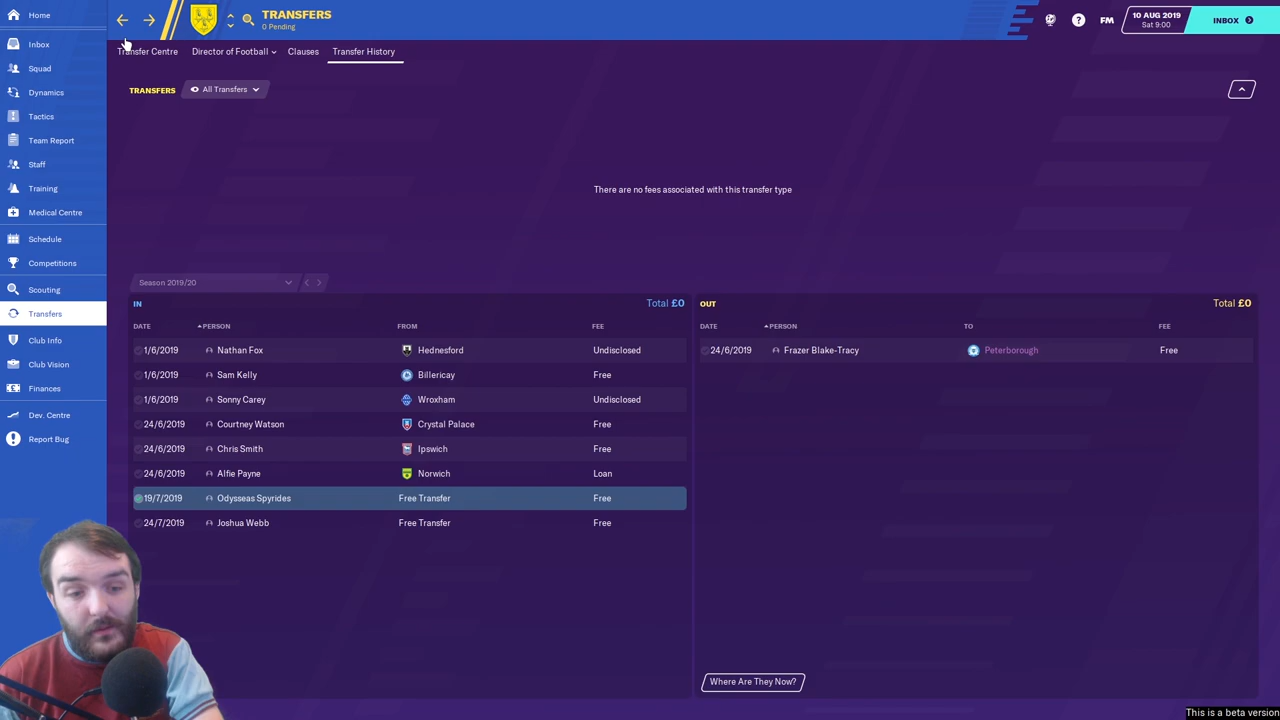 Home
TRANSFERS
0 Pending
FM
10 AUG 2019
Sat 9:00
INBOX
Inbox
Transfer Centre
Director of Football
Clauses
Transfer History
Squad
Dynamics
TRANSFERS
All Transfers
Tactics
Team Report
Staff
Training
Medical Centre
There are no fees associated with this transfer type
Schedule
Competitions
Scouting
Transfers
Club Info
Club Vision
Finances
Dev. Centre
Report Bug
Season 2019/20
IN
Total £0
DATE
PERSON
FROM
FEE
1/6/2019 Nathan Fox Hednesford Undisclosed
1/6/2019 Sam Kelly Billericay Free
1/6/2019 Sonny Carey Wroxham Undisclosed
24/6/2019 Courtney Watson Crystal Palace Free
24/6/2019 Chris Smith Ipswich Free
24/6/2019 Alfie Payne Norwich Loan
19/7/2019 Odysseas Spyrides Free Transfer Free
24/7/2019 Joshua Webb Free Transfer Free
OUT
Total £0
DATE
PERSON
TO
FEE
24/6/2019 Frazer Blake-Tracy Peterborough Free
Where Are They Now?
This is a beta version